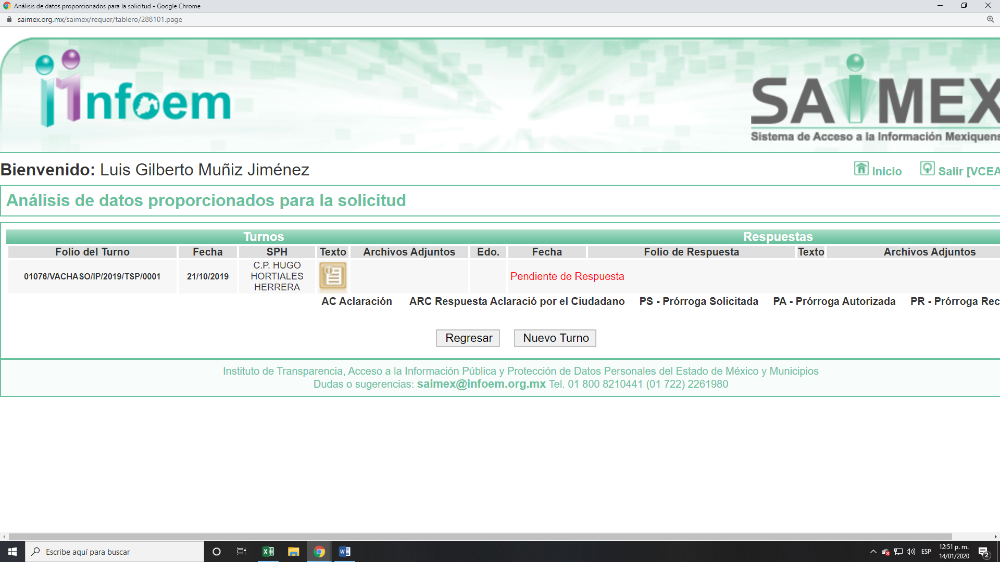 Análisis de datos proporcionados para la solicitud - Google Chrome
saimex.org.mx/saimex/requer/tablero/288101.page
infoem
SAIMEX
Sistema de Acceso a la Información Mexiquens
Bienvenido: Luis Gilberto Muñiz Jiménez
Inicio Salir [VCEA
Análisis de datos proporcionados para la solicitud
Turnos Respuestas
Folio del Turno Fecha SPH Texto Archivos Adjuntos Edo. Fecha Folio de Respuesta Texto Archivos Adjuntos
01076/VACHASO/IP/2019/TSP/0001 21/10/2019 C.P. HUGO
HORTIALES
HERRERA
Pendiente de Respuesta
AC Aclaración ARC Respuesta Aclaració por el Ciudadano PS - Prórroga Solicitada PA - Prórroga Autorizada PR - Prórroga Rec
Regresar Nuevo Turno
Instituto de Transparencia, Acceso a la Información Pública y Protección de Datos Personales del Estado de México y Municipios
Dudas o sugerencias: saimex@infoem.org.mx Tel. 01 800 8210441 (01 722) 2261980
Escribe aquí para buscar
ESP
12:51 p. m.
14/01/2020
2